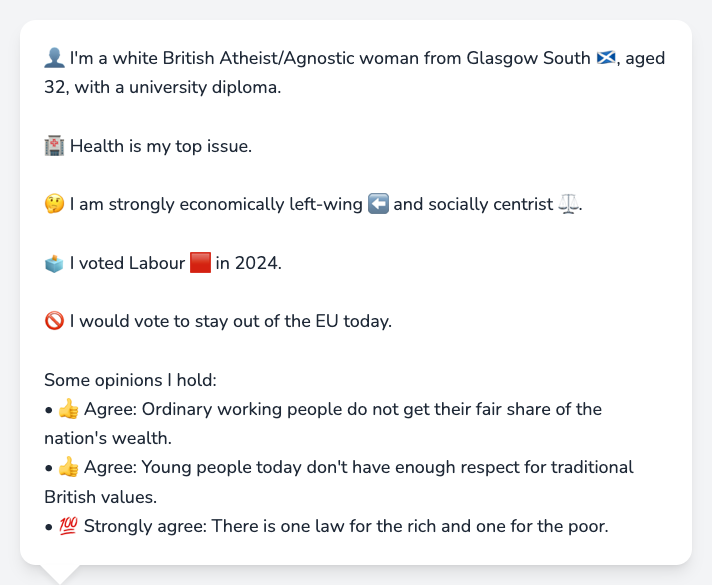 👤 I'm a white British Atheist/Agnostic woman from Glasgow South 🏴󠁧󠁢󠁳󠁣󠁴󠁿, aged
32, with a university diploma.
🏥 Health is my top issue.
🤔 I am strongly economically left-wing ⬅️ and socially centrist ⚖️.
🗳️ I voted Labour 🟥 in 2024.
🚫 I would vote to stay out of the EU today.
Some opinions I hold:
• 👍 Agree: Ordinary working people do not get their fair share of the
nation's wealth.
• 👍 Agree: Young people today don't have enough respect for traditional
British values.
• 💯 Strongly agree: There is one law for the rich and one for the poor.